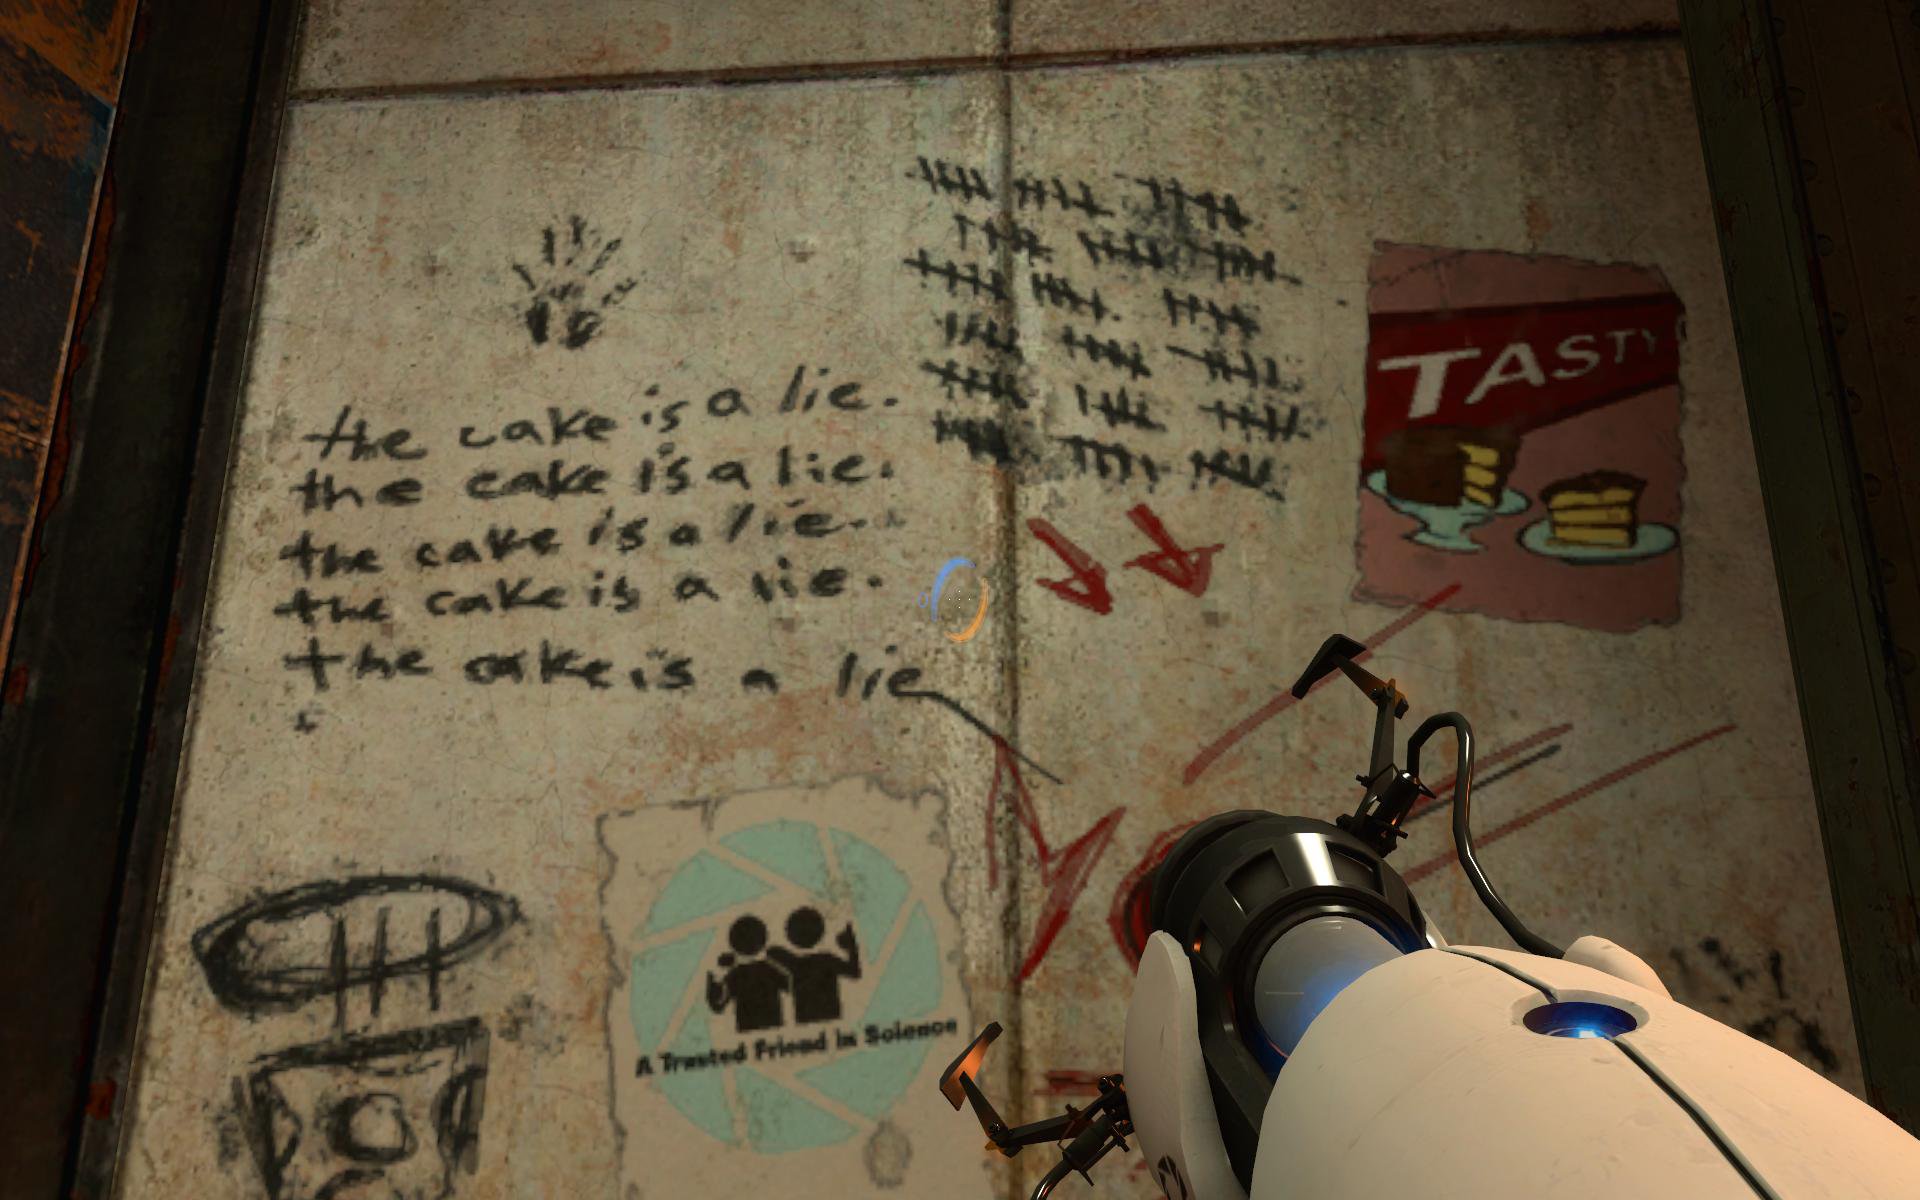 the cake is a lie.
the cake is a lie.
the cake is a lie.
the cake is a lie.
the cake is a lie
TASTY
A Trusted Friend in Science